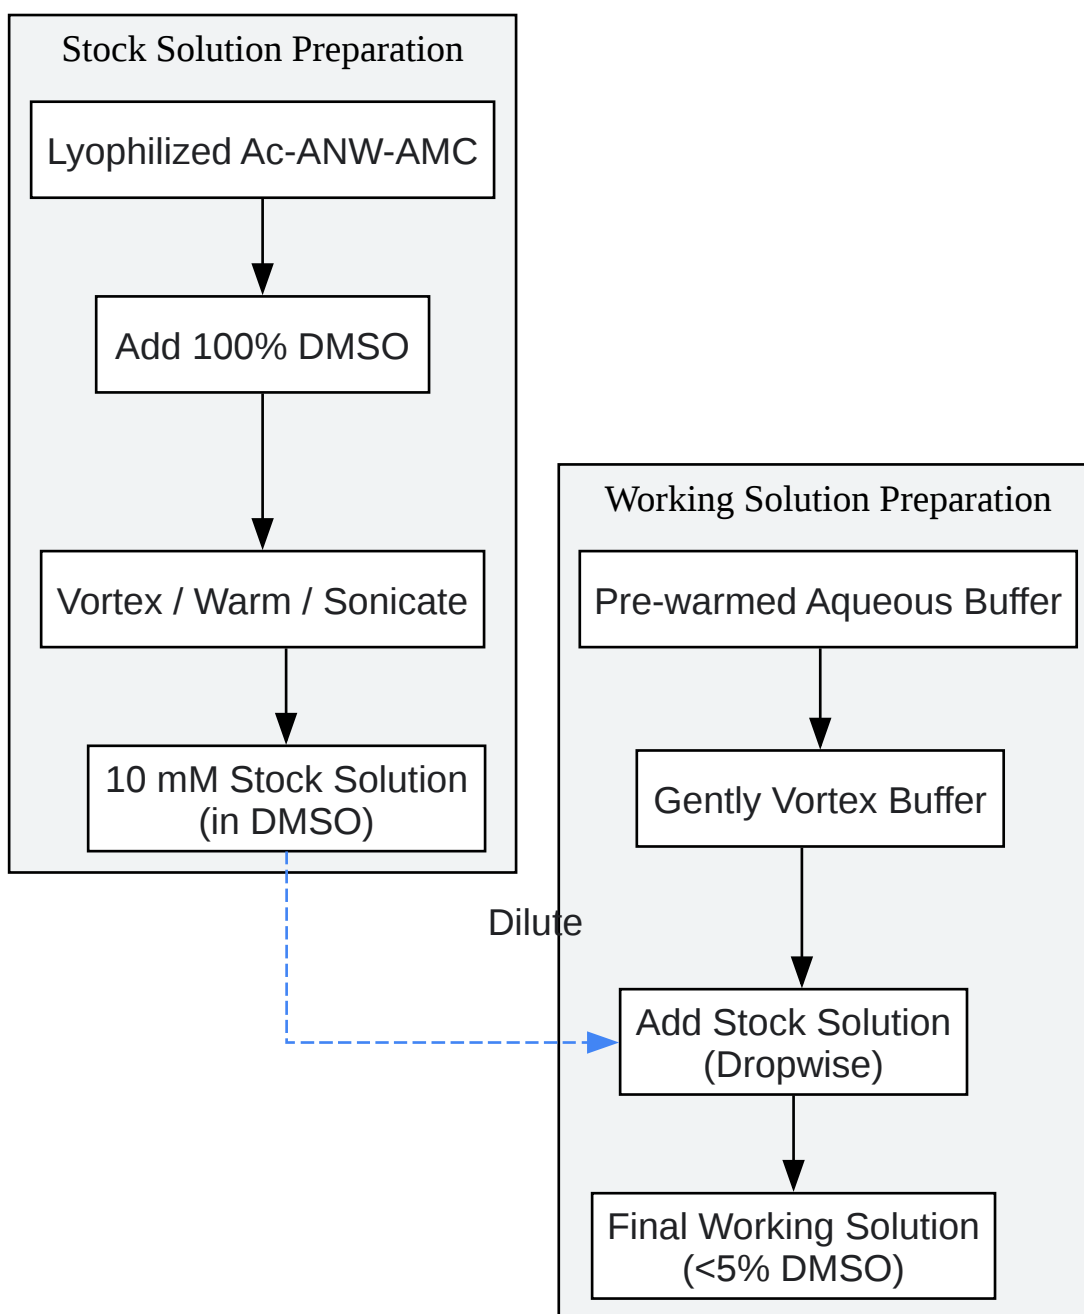 Stock Solution Preparation
Lyophilized Ac-ANW-AMC
Add 100% DMSO
Vortex / Warm / Sonicate
10 mM Stock Solution
(in DMSO)
Dilute
Working Solution Preparation
Pre-warmed Aqueous Buffer
Gently Vortex Buffer
Add Stock Solution
(Dropwise)
Final Working Solution
(<5% DMSO)